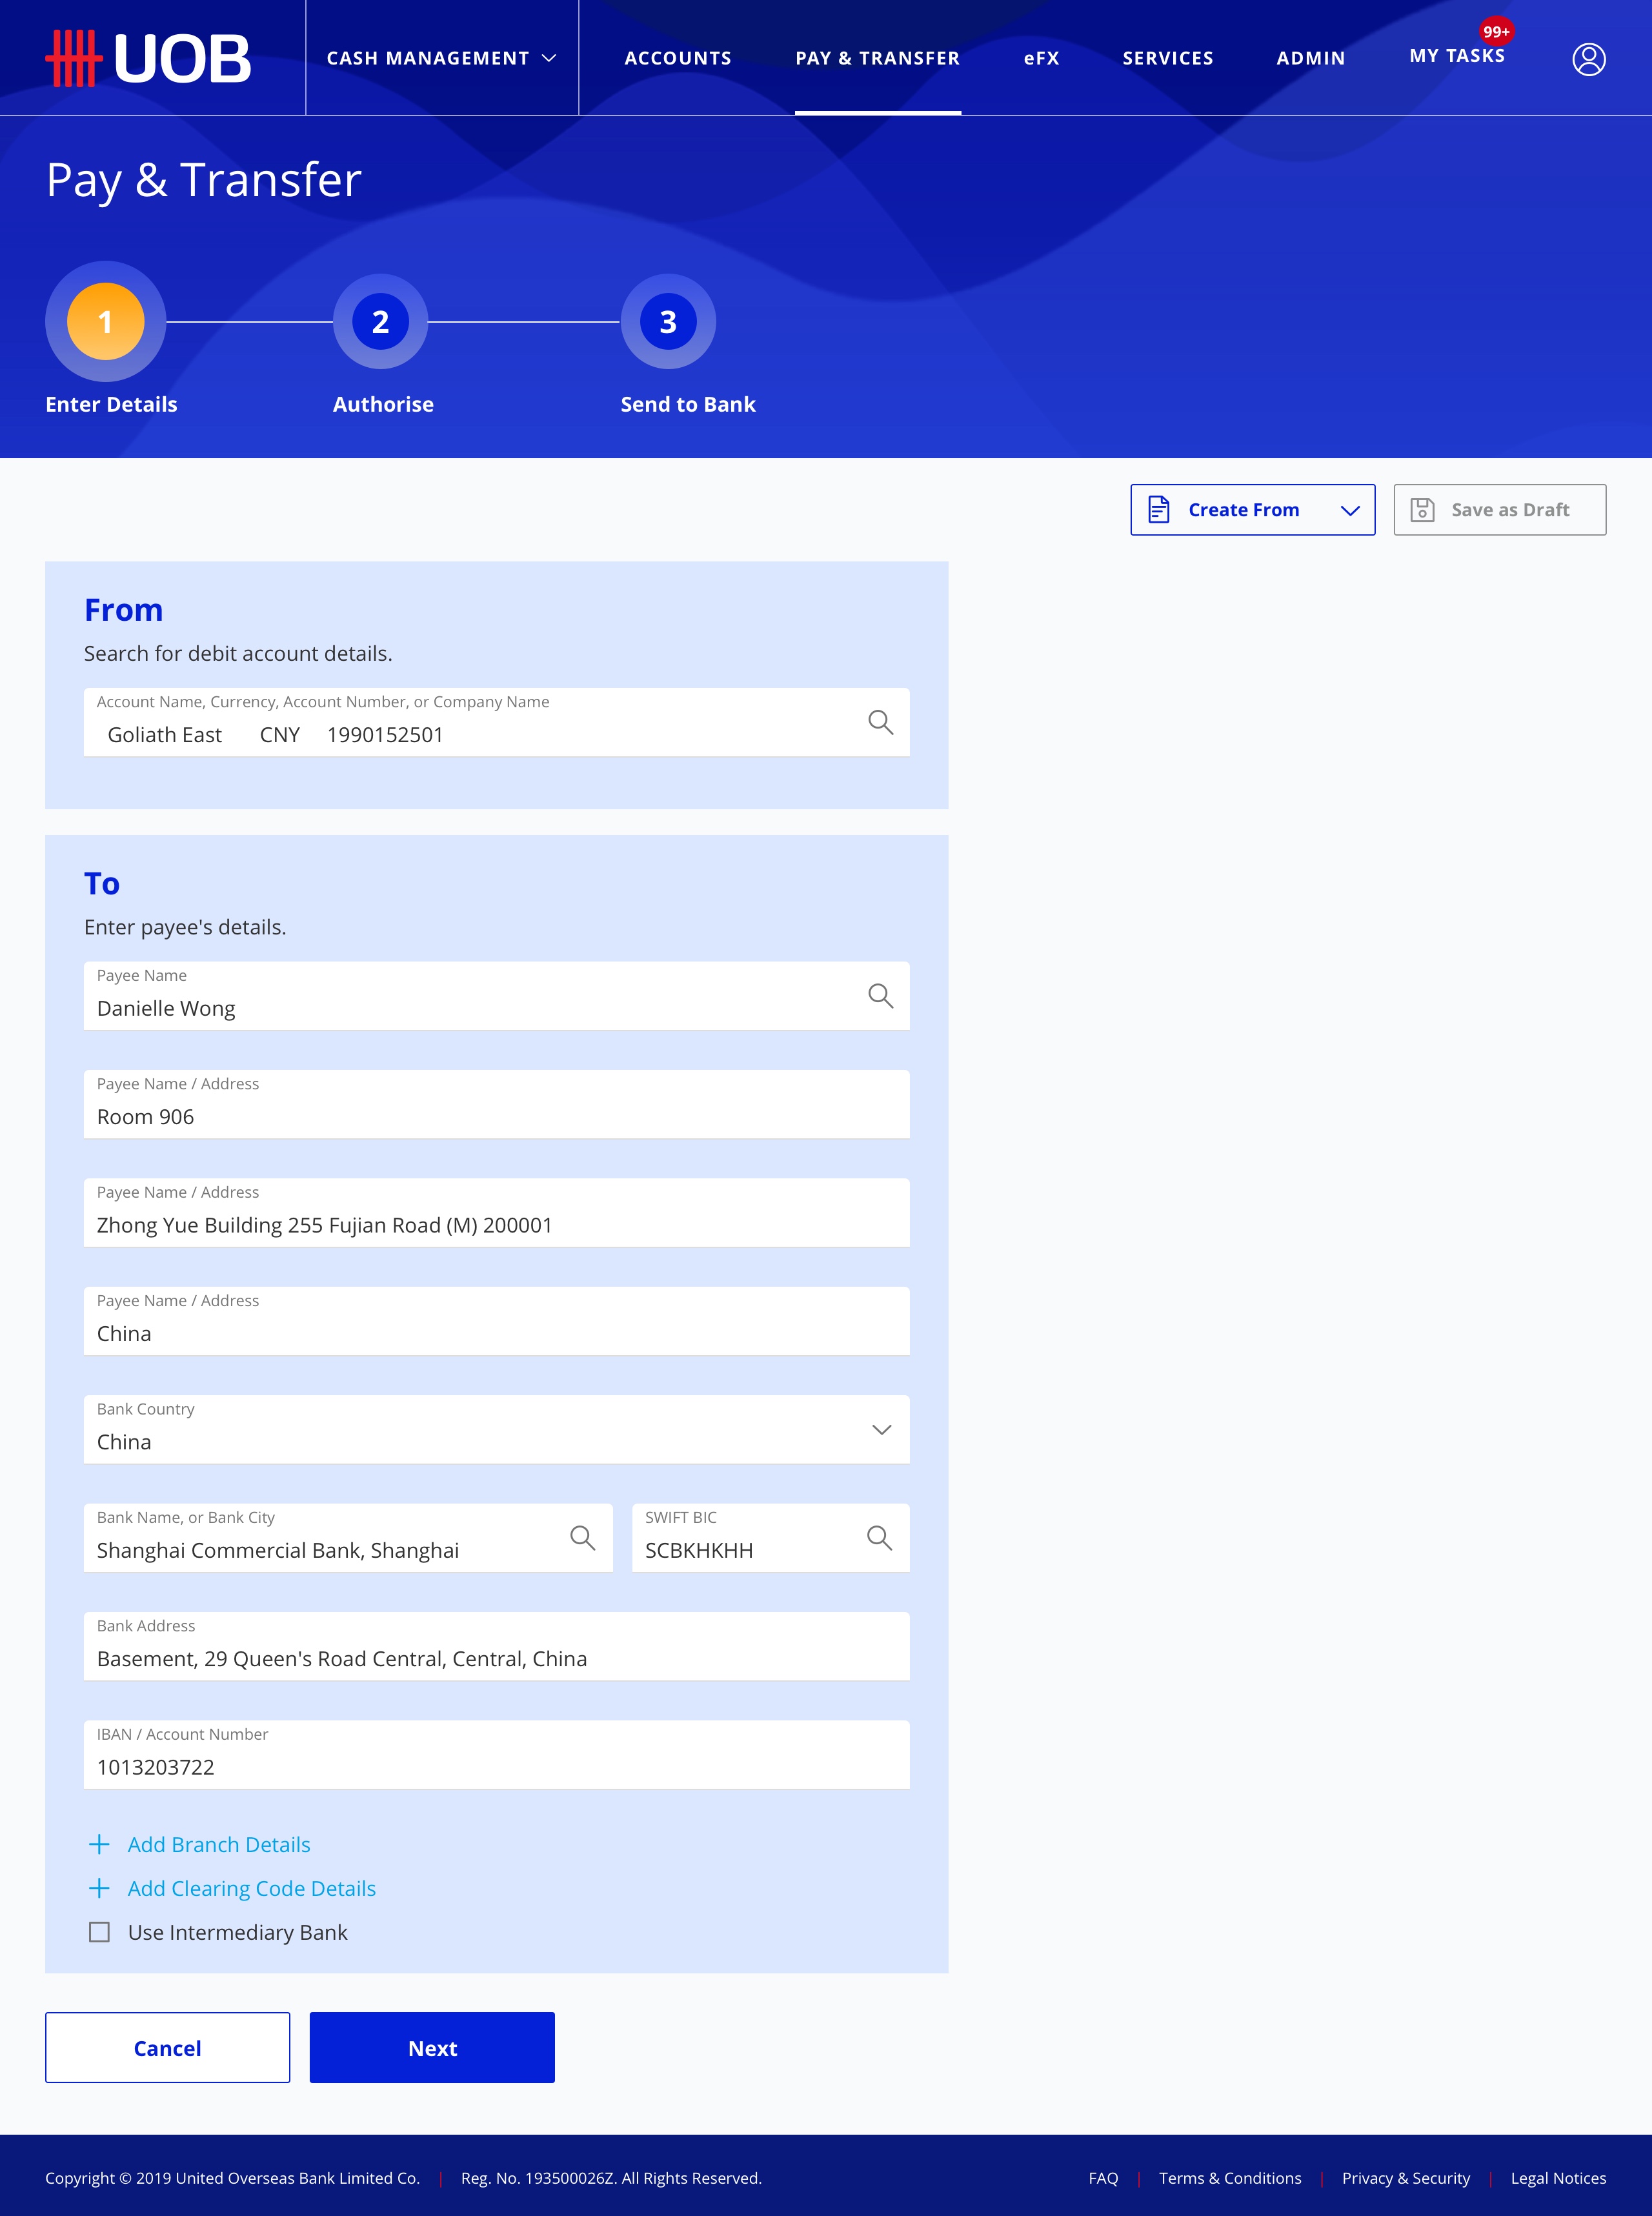 UOB
CASH MANAGEMENT
ACCOUNTS
PAY & TRANSFER
eFX
SERVICES
ADMIN
MY TASKS
99+
Pay & Transfer
1
2
3
Enter Details
Authorise
Send to Bank
Create From
Save as Draft
From
Search for debit account details.
Account Name, Currency, Account Number, or Company Name
Goliath East CNY 1990152501
To
Enter payee's details.
Payee Name
Danielle Wong
Payee Name / Address
Room 906
Payee Name / Address
Zhong Yue Building 255 Fujian Road (M) 200001
Payee Name / Address
China
Bank Country
China
Bank Name, or Bank City
Shanghai Commercial Bank, Shanghai
SWIFT BIC
SCBKHKHH
Bank Address
Basement, 29 Queen's Road Central, Central, China
IBAN / Account Number
1013203722
Add Branch Details
Add Clearing Code Details
Use Intermediary Bank
Cancel
Next
Copyright © 2019 United Overseas Bank Limited Co. | Reg. No. 193500026Z. All Rights Reserved.
FAQ | Terms & Conditions | Privacy & Security | Legal Notices